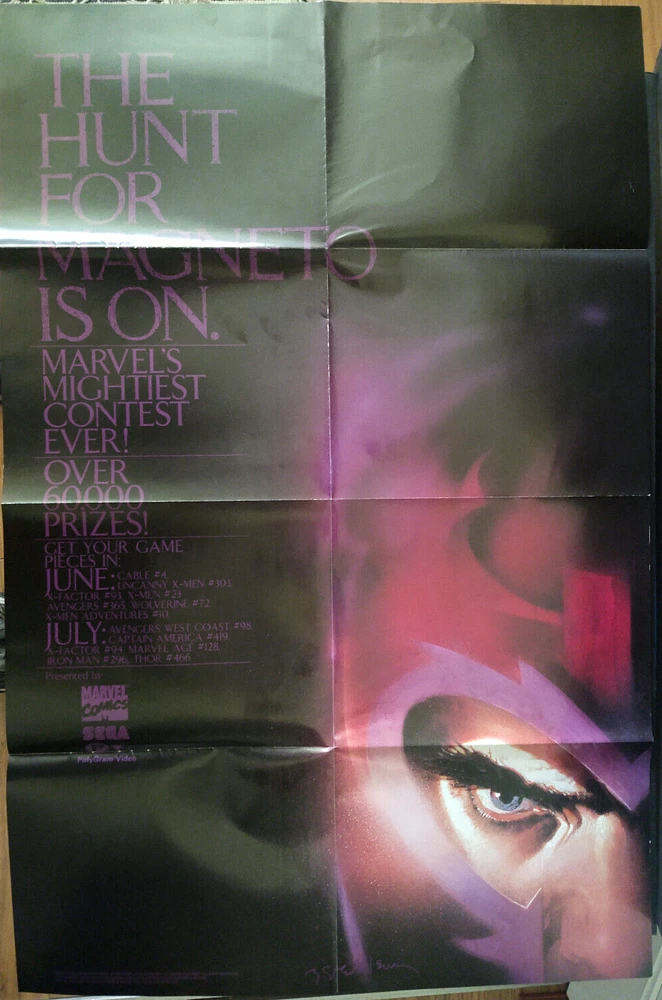 THE
HUNT
FOR
MAGNETO
IS ON.
MARVEL'S
MIGHTIEST
CONTEST
EVER!
OVER
60,000
PRIZES!
GET YOUR GAME
PIECES IN:
JUNE: CABLE #4,
UNCANNY X-MEN #303,
X-FACTOR #93, X-MEN #23,
AVENGERS #365, WOLVERINE #72,
X-MEN ADVENTURES #10
JULY: AVENGERS WEST COAST #98,
CAPTAIN AMERICA #419,
X-FACTOR #94, MARVEL AGE #128,
IRON MAN #296, THOR #466
Presented by
MARVEL
COMICS
SEGA
PolyGram Video